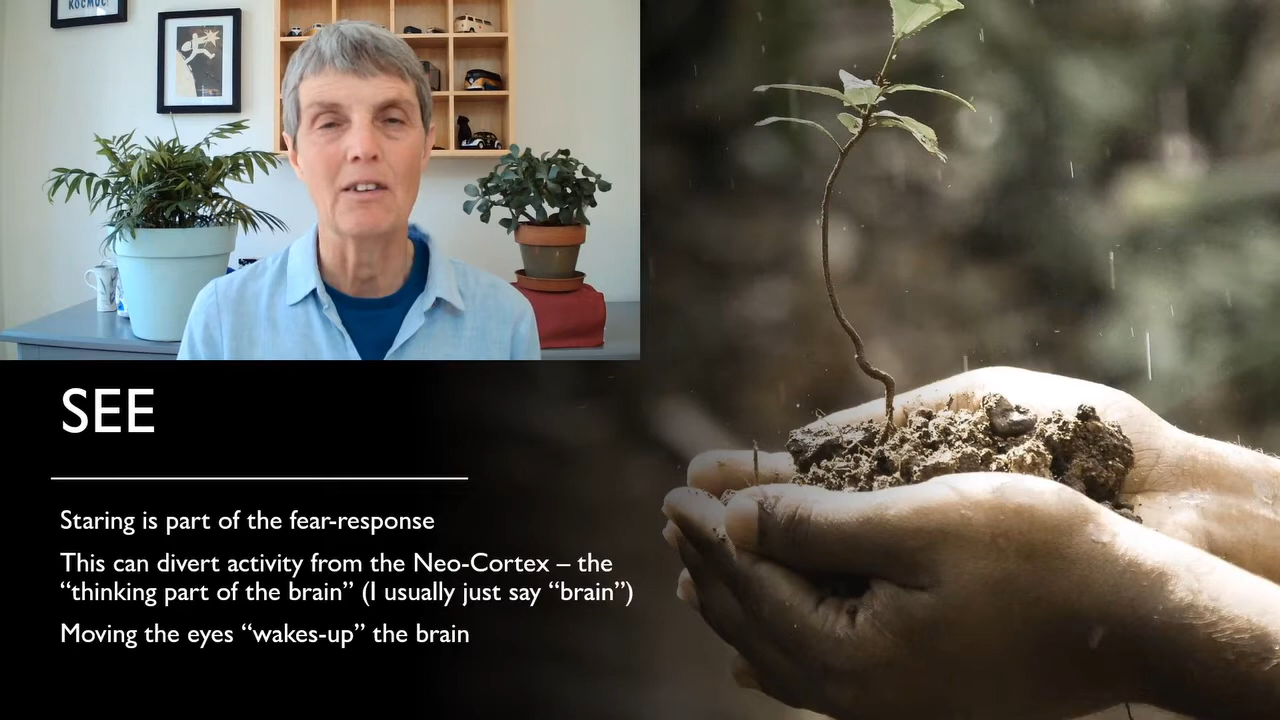 КОСМОС!
SEE
Staring is part of the fear-response
This can divert activity from the Neo-Cortex – the
“thinking part of the brain” (I usually just say “brain”)
Moving the eyes “wakes-up” the brain